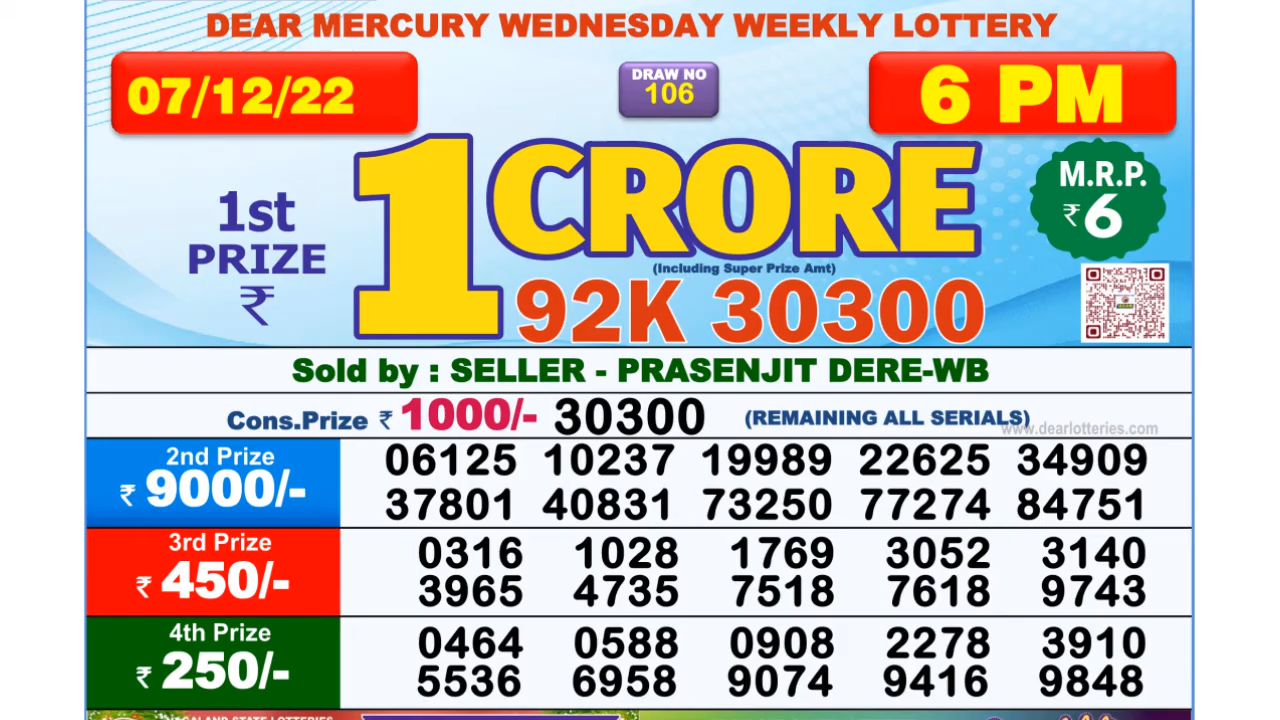 DEAR MERCURY WEDNESDAY WEEKLY LOTTERY
07/12/22
DRAW NO
106
6 PM
1st
PRIZE
₹
1 CRORE
(Including Super Prize Amt)
92K 30300
M.R.P.
₹ 6
Sold by : SELLER - PRASENJIT DERE-WB
Cons.Prize ₹ 1000/- 30300 (REMAINING ALL SERIALS)
www.dearlotteries.com
2nd Prize
₹ 9000/-
06125 10237 19989 22625 34909
37801 40831 73250 77274 84751
3rd Prize
₹ 450/-
0316 1028 1769 3052 3140
3965 4735 7518 7618 9743
4th Prize
₹ 250/-
0464 0588 0908 2278 3910
5536 6958 9074 9416 9848